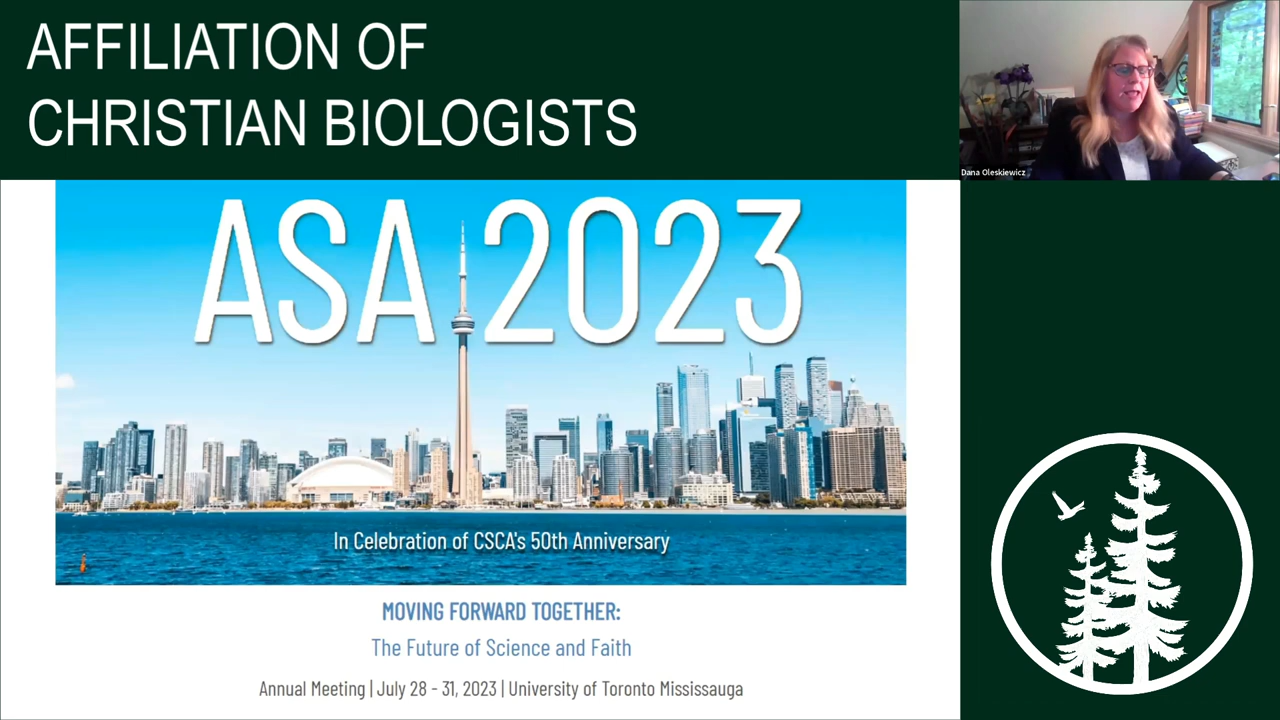 AFFILIATION OF
CHRISTIAN BIOLOGISTS
Dana Oleskiewicz
ASA 2023
In Celebration of CSCA's 50th Anniversary
MOVING FORWARD TOGETHER:
The Future of Science and Faith
Annual Meeting | July 28 - 31, 2023 | University of Toronto Mississauga